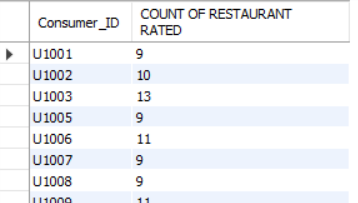 Consumer_ID COUNT OF RESTAURANT
RATED
U1001 9
U1002 10
U1003 13
U1005 9
U1006 11
U1007 9
U1008 9
U1009 11